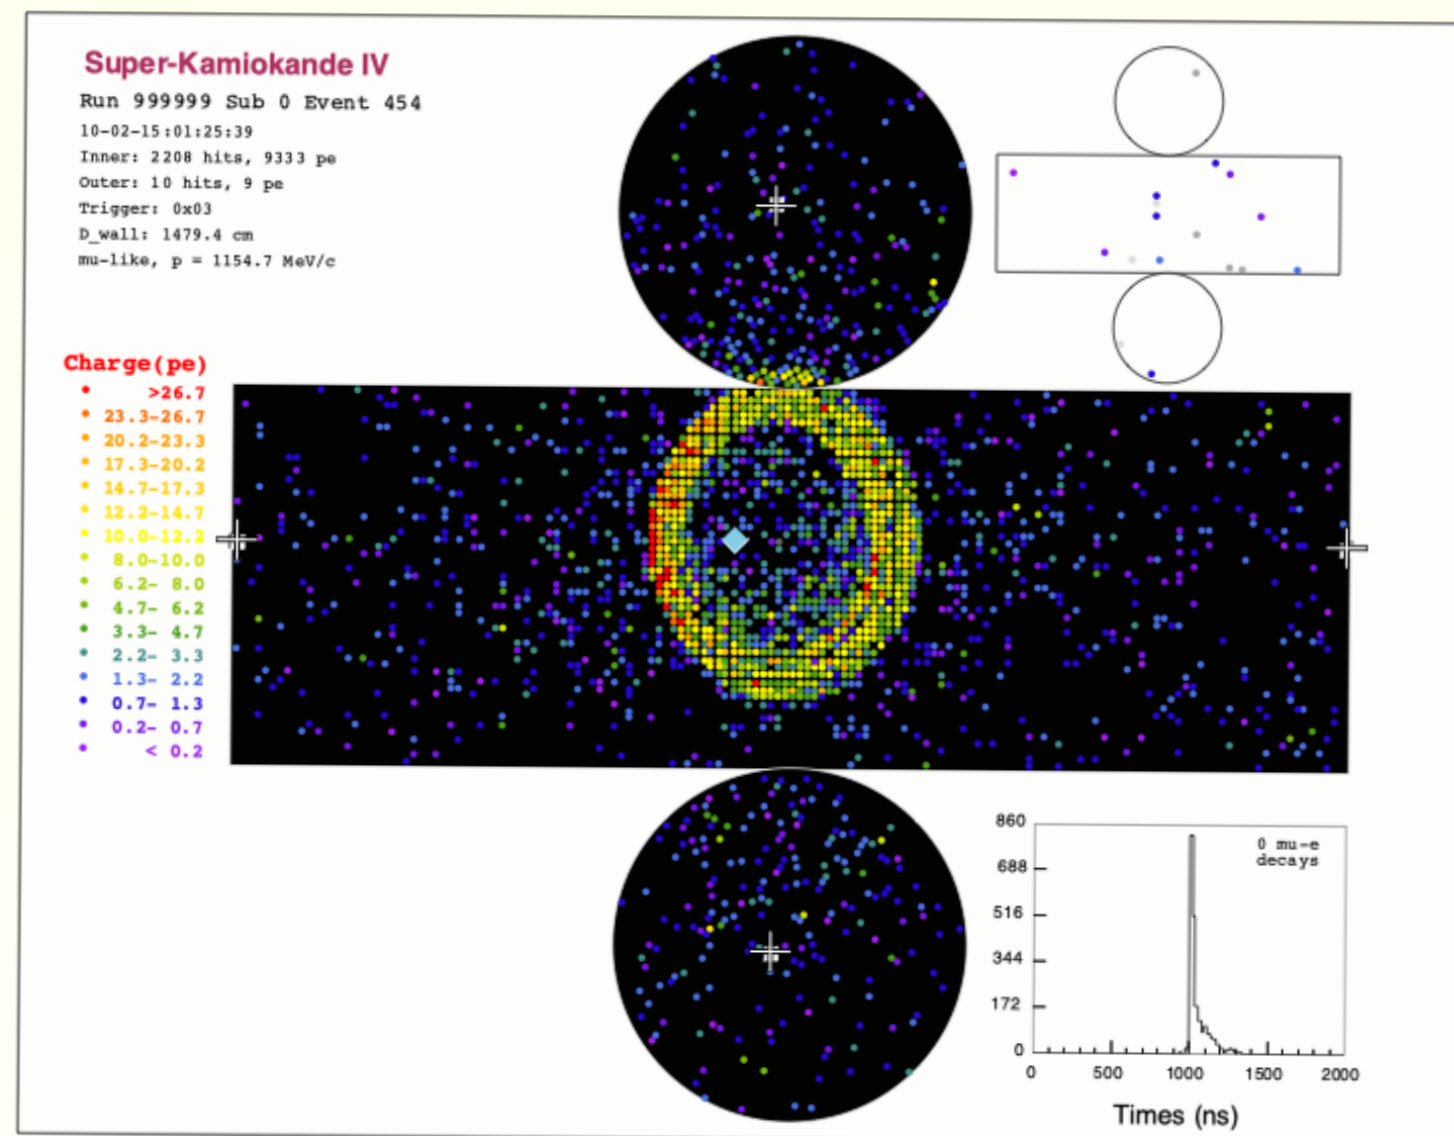 Super-Kamiokande IV
Run 999999 Sub 0 Event 454
10-02-15:01:25:39
Inner: 2208 hits, 9333 pe
Outer: 10 hits, 9 pe
Trigger: 0x03
D_wall: 1479.4 cm
mu-like, p = 1154.7 MeV/c
Charge(pe)
>26.7
23.3-26.7
20.2-23.3
17.3-20.2
14.7-17.3
12.2-14.7
10.0-12.2
8.0-10.0
6.2- 8.0
4.7- 6.2
3.3- 4.7
2.2- 3.3
1.3- 2.2
0.7- 1.3
0.2- 0.7
< 0.2
860
688
516
344
172
0
0 mu-e
decays
0 500 1000 1500 2000
Times (ns)